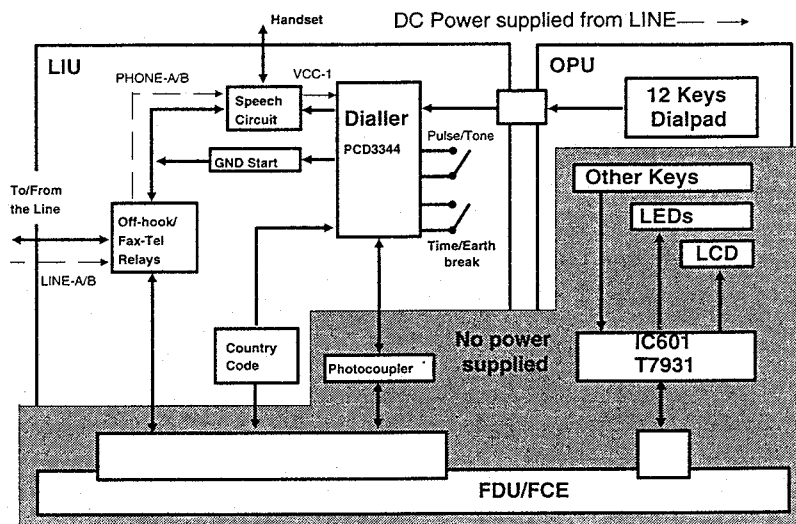 DC Power supplied from LINE
Handset
LIU
OPU
PHONE-A/B
VCC-1
Speech
Circuit
Dialler
PCD3344
12 Keys
Dialpad
Pulse/Tone
GND Start
To/From
the Line
Off-hook/
Fax-Tel
Relays
LINE-A/B
Time/Earth
break
Other Keys
LEDs
LCD
Country
Code
Photocoupler
No power
supplied
IC601
T7931
FDU/FCE